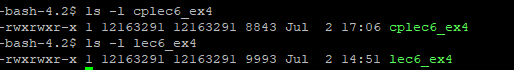 -bash-4.2$ ls -l cplec6_ex4
-rwxrwxr-x 1 12163291 12163291 8843 Jul  2 17:06 cplec6_ex4
-bash-4.2$ ls -l lec6_ex4
-rwxrwxr-x 1 12163291 12163291 9993 Jul  2 14:51 lec6_ex4